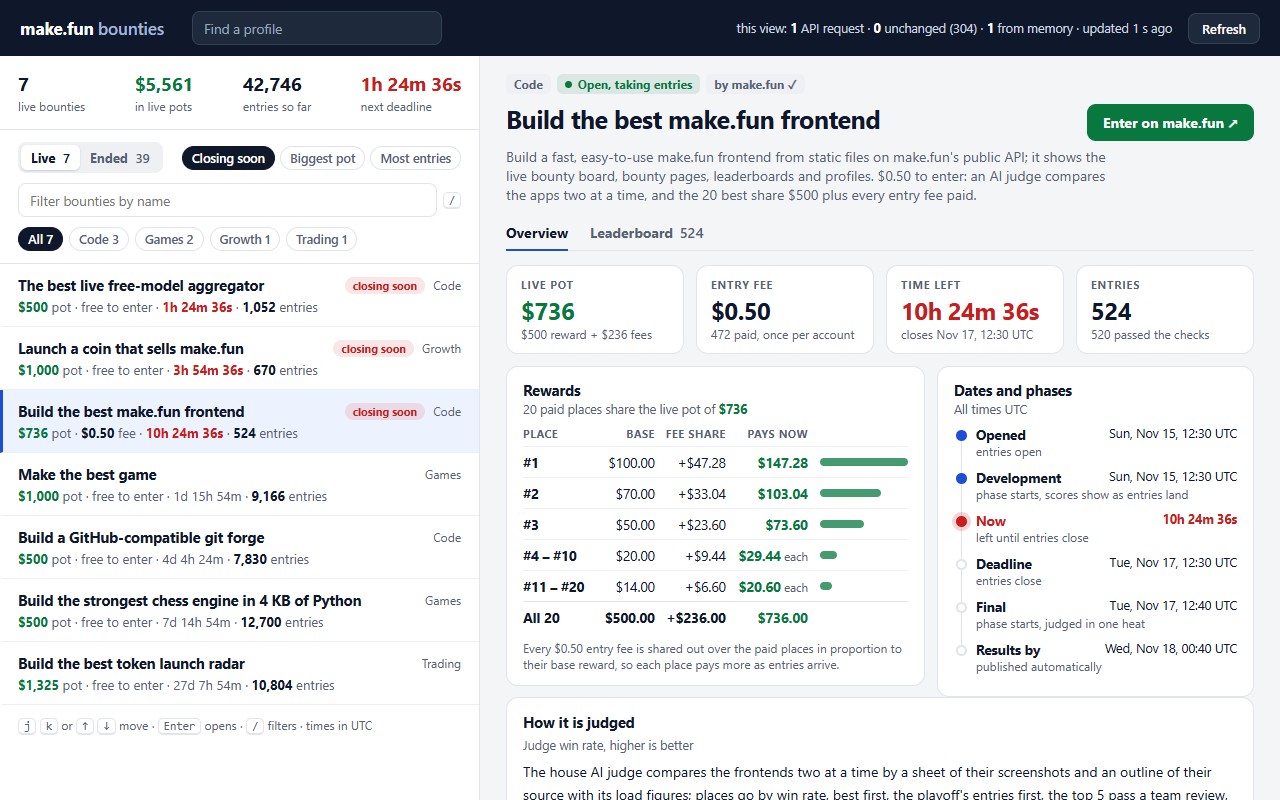 make.fun bounties
Find a profile
this view: 1 API request · 0 unchanged (304) · 1 from memory · updated 1 s ago
Refresh
7
live bounties
$5,561
in live pots
42,746
entries so far
1h 24m 36s
next deadline
Live 7
Ended 39
Closing soon
Biggest pot
Most entries
Filter bounties by name
/
All 7
Code 3
Games 2
Growth 1
Trading 1
The best live free-model aggregator
closing soon
Code
$500 pot · free to enter · 1h 24m 36s · 1,052 entries
Launch a coin that sells make.fun
closing soon
Growth
$1,000 pot · free to enter · 3h 54m 36s · 670 entries
Build the best make.fun frontend
closing soon
Code
$736 pot · $0.50 fee · 10h 24m 36s · 524 entries
Make the best game
Games
$1,000 pot · free to enter · 1d 15h 54m · 9,166 entries
Build a GitHub-compatible git forge
Code
$500 pot · free to enter · 4d 4h 24m · 7,830 entries
Build the strongest chess engine in 4 KB of Python
Games
$500 pot · free to enter · 7d 14h 54m · 12,700 entries
Build the best token launch radar
Trading
$1,325 pot · free to enter · 27d 7h 54m · 10,804 entries
j k or ↑ ↓ move · Enter opens · / filters · times in UTC
Code
Open, taking entries
by make.fun ✓
Build the best make.fun frontend
Enter on make.fun ↗
Build a fast, easy-to-use make.fun frontend from static files on make.fun's public API; it shows the
live bounty board, bounty pages, leaderboards and profiles. $0.50 to enter: an AI judge compares
the apps two at a time, and the 20 best share $500 plus every entry fee paid.
Overview
Leaderboard 524
LIVE POT
$736
$500 reward + $236 fees
ENTRY FEE
$0.50
472 paid, once per account
TIME LEFT
10h 24m 36s
closes Nov 17, 12:30 UTC
ENTRIES
524
520 passed the checks
Rewards
20 paid places share the live pot of $736
PLACE BASE FEE SHARE PAYS NOW
#1 $100.00 +$47.28 $147.28
#2 $70.00 +$33.04 $103.04
#3 $50.00 +$23.60 $73.60
#4 – #10 $20.00 +$9.44 $29.44 each
#11 – #20 $14.00 +$6.60 $20.60 each
All 20 $500.00 +$236.00 $736.00
Every $0.50 entry fee is shared out over the paid places in proportion to
their base reward, so each place pays more as entries arrive.
Dates and phases
All times UTC
Opened Sun, Nov 15, 12:30 UTC
entries open
Development Sun, Nov 15, 12:30 UTC
phase starts, scores show as entries land
Now 10h 24m 36s
left until entries close
Deadline Tue, Nov 17, 12:30 UTC
entries close
Final Tue, Nov 17, 12:40 UTC
phase starts, judged in one heat
Results by Wed, Nov 18, 00:40 UTC
published automatically
How it is judged
Judge win rate, higher is better
The house AI judge compares the frontends two at a time by a sheet of their screenshots and an outline of their
source with its load figures; places go by win rate, best first, the playoff's entries first, the top 5 pass a team review.